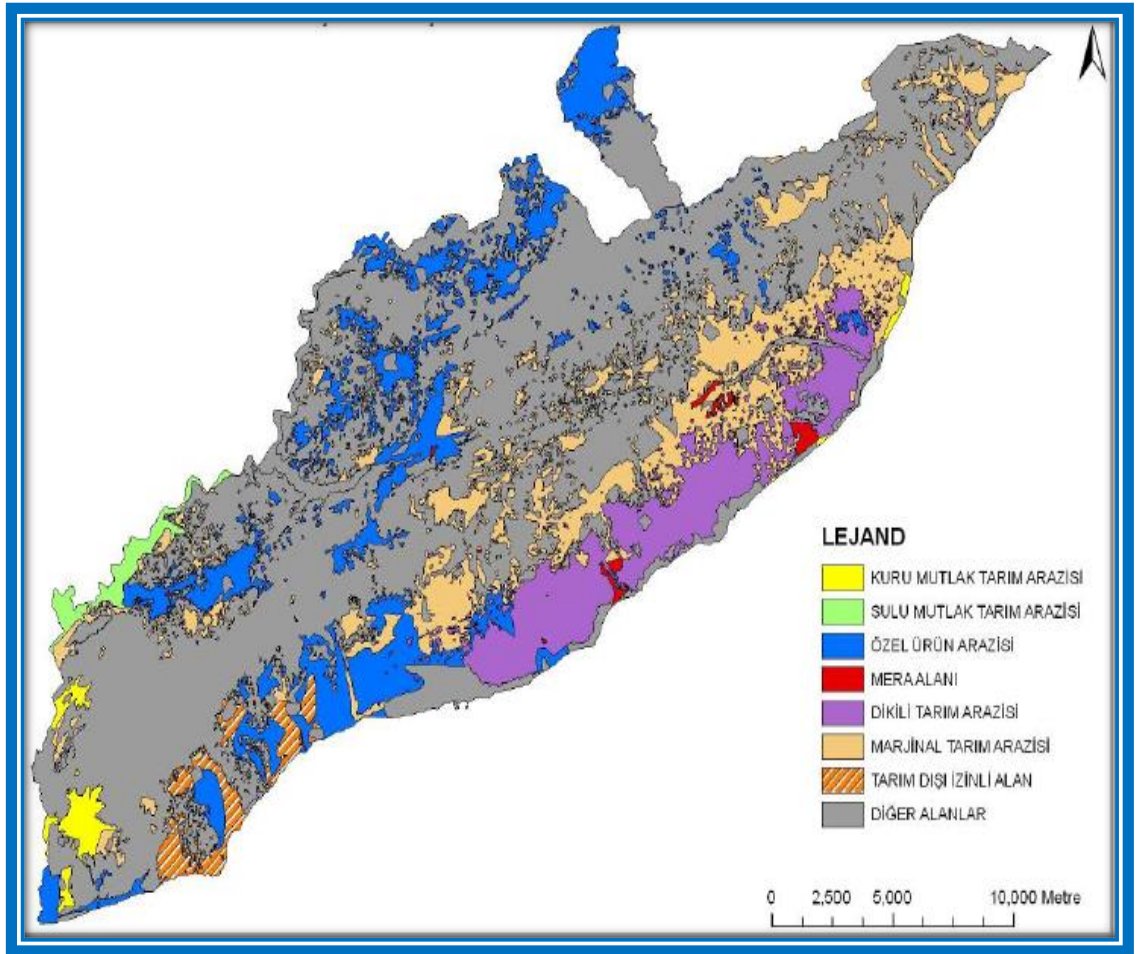 LEJAND
KURU MUTLAK TARIM ARAZİSİ
SULU MUTLAK TARIM ARAZİSİ
ÖZEL ÜRÜN ARAZİSİ
MERA ALANI
DİKİLİ TARIM ARAZİSİ
MARJİNAL TARIM ARAZİSİ
TARIM DIŞI İZİNLİ ALAN
DİĞER ALANLAR
0 2,500 5,000 10,000 Metre